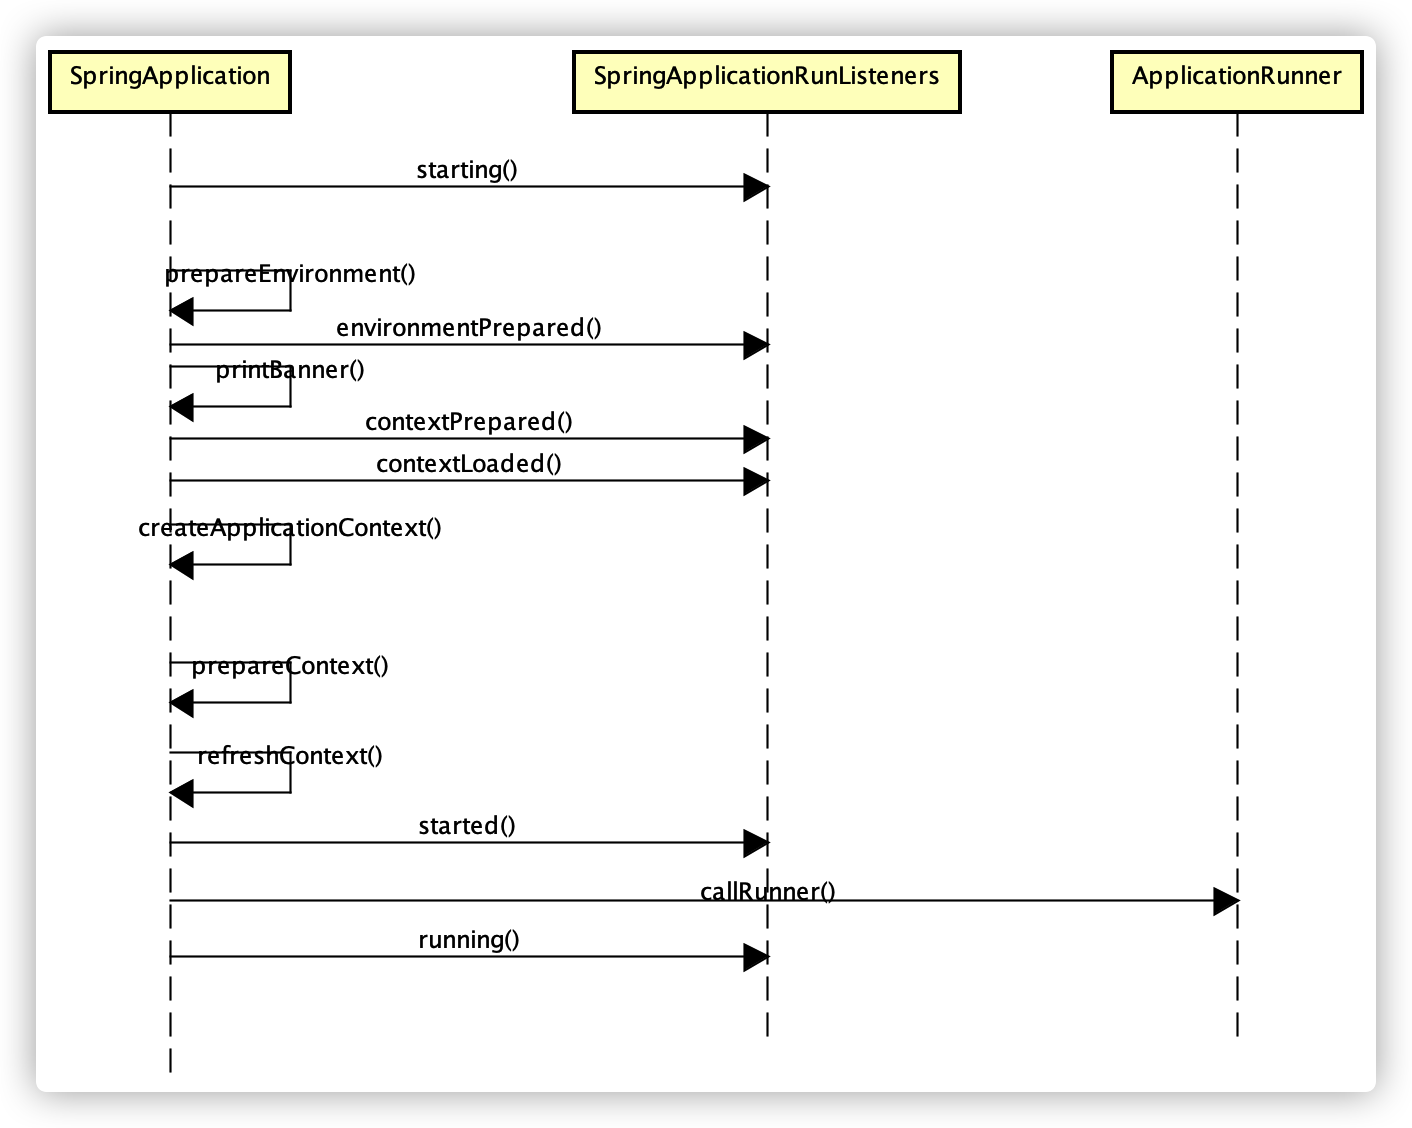 SpringApplication
SpringApplicationRunListeners
ApplicationRunner
starting()
prepareEnvironment()
environmentPrepared()
printBanner()
contextPrepared()
contextLoaded()
createApplicationContext()
prepareContext()
refreshContext()
started()
callRunner()
running()